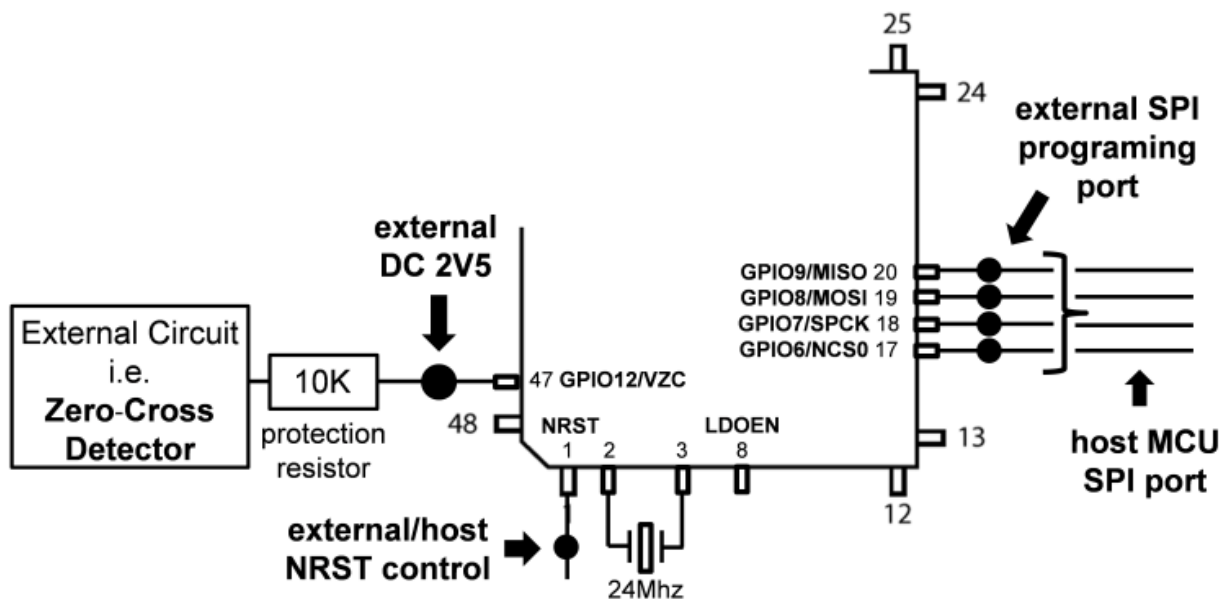 25
24
external SPI
programing
port
external
DC 2V5
GPIO9/MISO 20
GPIO8/MOSI 19
GPIO7/SPCK 18
GPIO6/NCS0 17
External Circuit
i.e.
Zero-Cross
Detector
10K
protection
resistor
47 GPIO12/VZC
48
NRST
LDOEN
1
2
3
8
13
12
host MCU
SPI port
1
external/host
NRST control
24Mhz